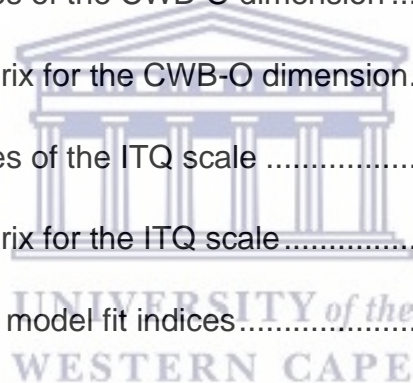 es of the CWB-O dimension...
rix for the CWB-O dimension.
es of the ITQ scale ..................
rix for the ITQ scale...............
UNIVERSITY of the
model fit indices....................
WESTERN CAPE